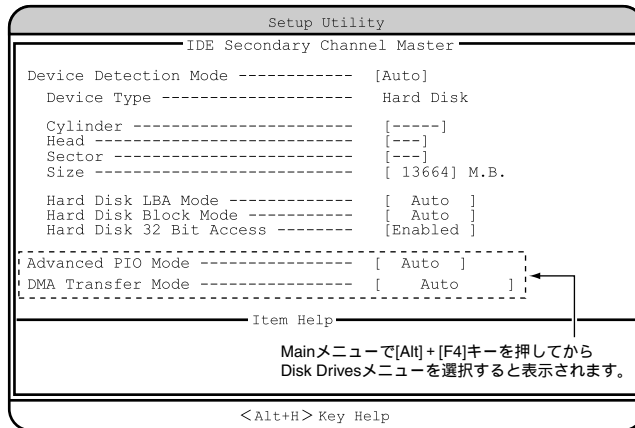 Setup Utility
IDE Secondary Channel Master
Device Detection Mode ------------ [Auto]
Device Type -------------------- Hard Disk
Cylinder ----------------------- [-----]
Head --------------------------- [---]
Sector ------------------------- [---]
Size --------------------------- [ 13664] M.B.
Hard Disk LBA Mode ------------- [ Auto ]
Hard Disk Block Mode ----------- [ Auto ]
Hard Disk 32 Bit Access -------- [Enabled ]
Advanced PIO Mode ---------------- [ Auto ]
DMA Transfer Mode ---------------- [ Auto ]
Item Help
Mainメニューで[Alt] + [F4]キーを押してから
Disk Drivesメニューを選択すると表示されます。
<Alt+H> Key Help